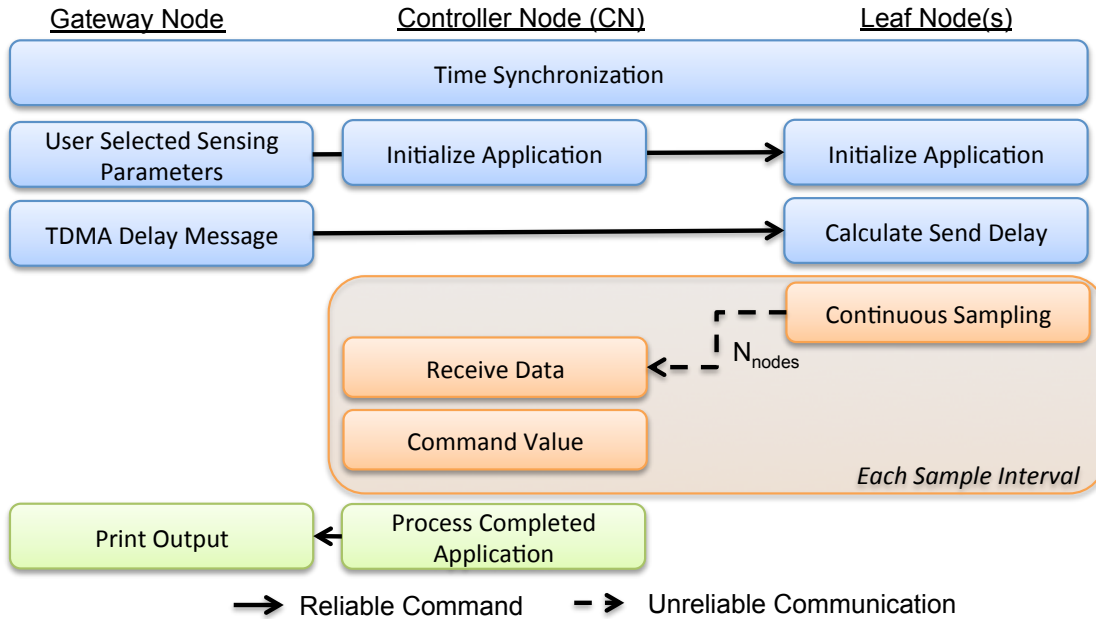 Gateway Node
Controller Node (CN)
Leaf Node(s)
Time Synchronization
User Selected Sensing
Parameters
Initialize Application
Initialize Application
TDMA Delay Message
Calculate Send Delay
Continuous Sampling
N_nodes
Receive Data
Command Value
Each Sample Interval
Print Output
Process Completed
Application
Reliable Command
Unreliable Communication